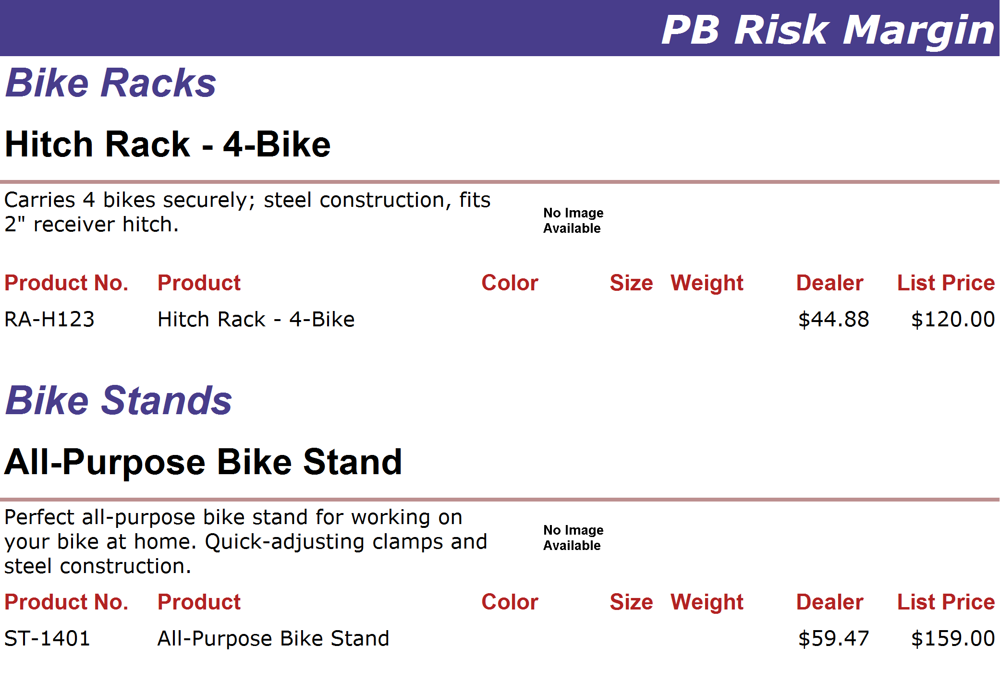 PB Risk Margin
Bike Racks
Hitch Rack - 4-Bike
Carries 4 bikes securely; steel construction, fits
2" receiver hitch.
No Image
Available
Product No. Product Color Size Weight Dealer List Price
RA-H123 Hitch Rack - 4-Bike $44.88 $120.00
Bike Stands
All-Purpose Bike Stand
Perfect all-purpose bike stand for working on
your bike at home. Quick-adjusting clamps and
steel construction.
No Image
Available
Product No. Product Color Size Weight Dealer List Price
ST-1401 All-Purpose Bike Stand $59.47 $159.00